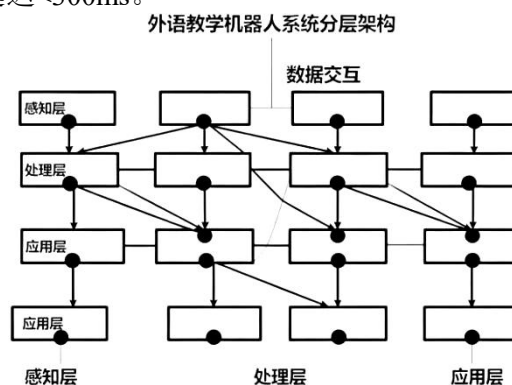 500ms。
外语教学机器人系统分层架构
数据交互
感知层
处理层
应用层
应用层
感知层 处理层 应用层